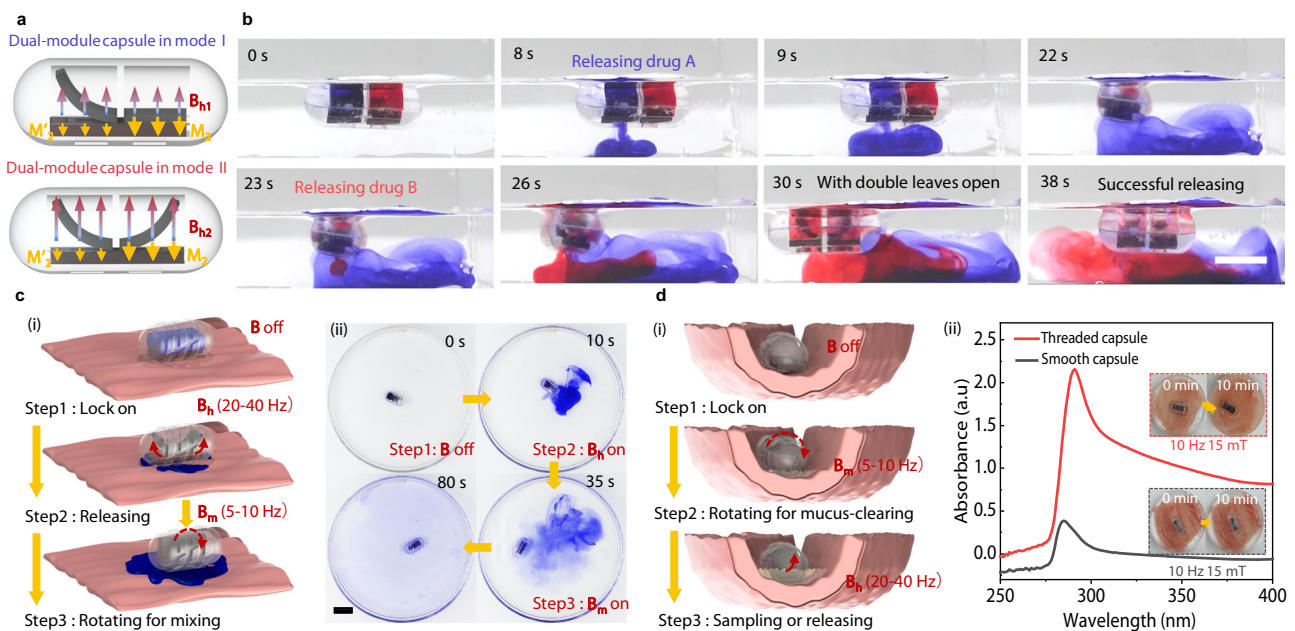 a
Dual-module capsule in mode I
B_h1
M'_2
M_2
Dual-module capsule in mode II
B_h2
M'_2
M_2
b
0 s
8 s
Releasing drug A
9 s
22 s
23 s
Releasing drug B
26 s
30 s
With double leaves open
38 s
Successful releasing
c
(i)
B off
Step1 : Lock on
B_h (20-40 Hz)
Step2 : Releasing
B_m (5-10 Hz)
Step3 : Rotating for mixing
(ii)
0 s
10 s
Step1: B off
Step2 : B_h on
80 s
35 s
Step3 : B_m on
d
(i)
B off
Step1 : Lock on
B_m (5-10 Hz)
Step2 : Rotating for mucus-clearing
B_h (20-40 Hz)
Step3 : Sampling or releasing
(ii)
2.5
2.0
1.5
1.0
0.5
0.0
Absorbance (a.u)
Threaded capsule
Smooth capsule
0 min
10 min
10 Hz 15 mT
0 min
10 min
10 Hz 15 mT
250
300
350
400
Wavelength (nm)